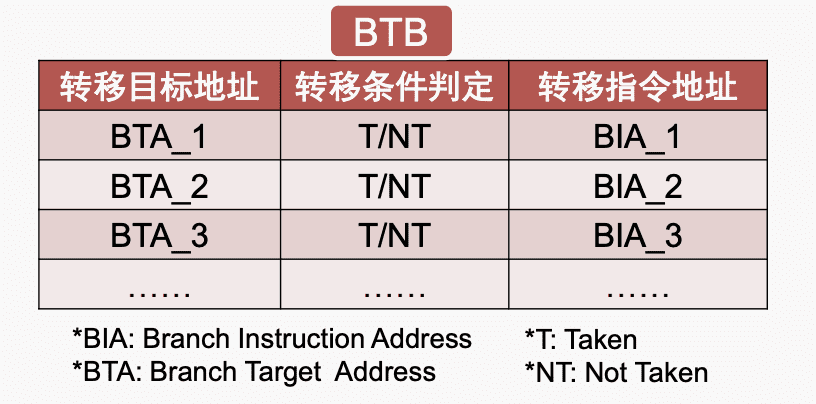 BTB
转移目标地址 转移条件判定 转移指令地址
BTA_1 T/NT BIA_1
BTA_2 T/NT BIA_2
BTA_3 T/NT BIA_3
…… …… ……
*BIA: Branch Instruction Address *T: Taken
*BTA: Branch Target Address *NT: Not Taken